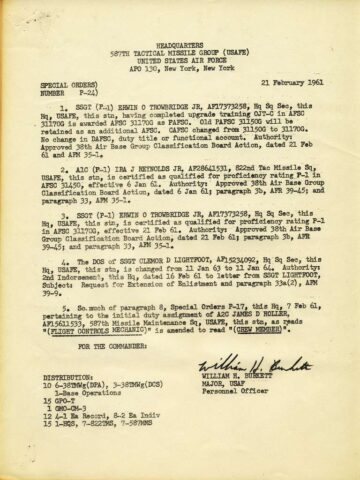 HEADQUARTERS
587TH TACTICAL MISSILE GROUP (USAFE)
UNITED STATES AIR FORCE
APO 130, New York, New York
SPECIAL ORDERS)
NUMBER P-24)
21 February 1961
1. SSGT (P-1) ERWIN O TROWBRIDGE JR, AF17373258, Hq Sq Sec, this
Hq, USAFE, this stn, having completed upgrade training OJT-C in AFSC
31170G is awarded AFSC 31170G as PAFSC. Old PAFSC 31150G will be
retained as an additional AFSC. CAFSC changed from 31150G to 31170G.
No change in DAFSC, duty title or functional account. Authority:
Approved 38th Air Base Group Classification Board Action, dated 21 Feb
61 and AFM 35-1.
2. A1C (P-1) IRA J REYNOLDS JR, AF28641531, 822nd Tac Missile Sq,
USAFE, this stn, is certified as qualified for proficiency rating P-1 in
AFS 31450, effective 6 Jan 61. Authority: Approved 38th Air Base Group
Classification Board Action, dated 6 Jan 61; paragraph 3b, AFR 39-45; and
paragraph 33, AFM 35-1.
3. SSGT (P-1) ERWIN O TROWBRIDGE JR, AF17373258, Hq Sq Sec, this
Hq, USAFE, this stn, is certified as qualified for proficiency rating P-1
in AFSC 31170G, effective 21 Feb 61. Authority: Approved 38th Air Base
Group Classification Board Action, dated 21 Feb 61; paragraph 3b, AFR
39-45; and paragraph 33, AFM 35-1.
4. The DOS of SSGT CLEMOR D LIGHTFOOT, AF15234092, Hq Sq Sec, this
Hq, USAFE, this stn, is changed from 11 Jan 63 to 11 Jan 64. Authority:
2nd Indorsement, this Hq, dated 16 Feb 61 to letter from SSGT LIGHTFOOT,
Subject: Request for Extension of Enlistment and paragraph 33a(2), AFM
39-9.
5. So much of paragraph 8, Special Orders P-17, this Hq, 7 Feb 61,
pertaining to the initial duty assignment of A2C JAMES D HOLLER,
AF15611533, 587th Missile Maintenance Sq, USAFE, this stn, as reads
"(FLIGHT CONTROLS MECHANIC)" is amended to read "(CREW MEMBER)".
FOR THE COMMANDER:
William H. Burkett
WILLIAM H. BURKETT
MAJOR, USAF
Personnel Officer
DISTRIBUTION:
10 6-38TMWg(DPA), 3-38TMWg(DCS)
1-Base Operations
15 GPO-T
1 GMO-GM-3
12 4-1 Ea Record, 8-2 Ea Indiv
15 1-HQS, 7-822TMS, 7-587MMS